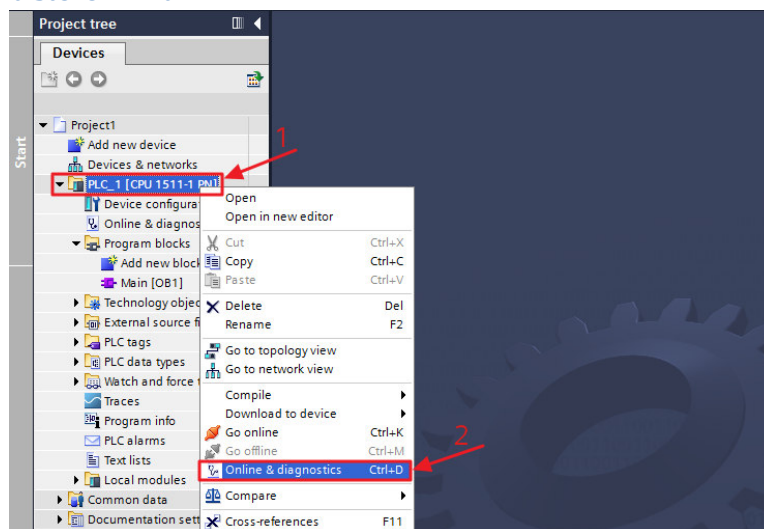 Project tree
Devices
Start
Project1
Add new device
1
Devices & networks
PLC_1 [CPU 1511-1 PN]
Device configurat
Online & diagnos
Program blocks
Add new block
Main [OB1]
Technology objec
External source fi
PLC tags
PLC data types
Watch and force t
Traces
Program info
PLC alarms
Text lists
Local modules
Common data
Documentation sett
Open
Open in new editor
Cut Ctrl+X
Copy Ctrl+C
Paste Ctrl+V
Delete Del
Rename F2
Go to topology view
Go to network view
Compile
Download to device
Go online Ctrl+K
Go offline Ctrl+M
2
Online & diagnostics Ctrl+D
Compare
Cross-references F11